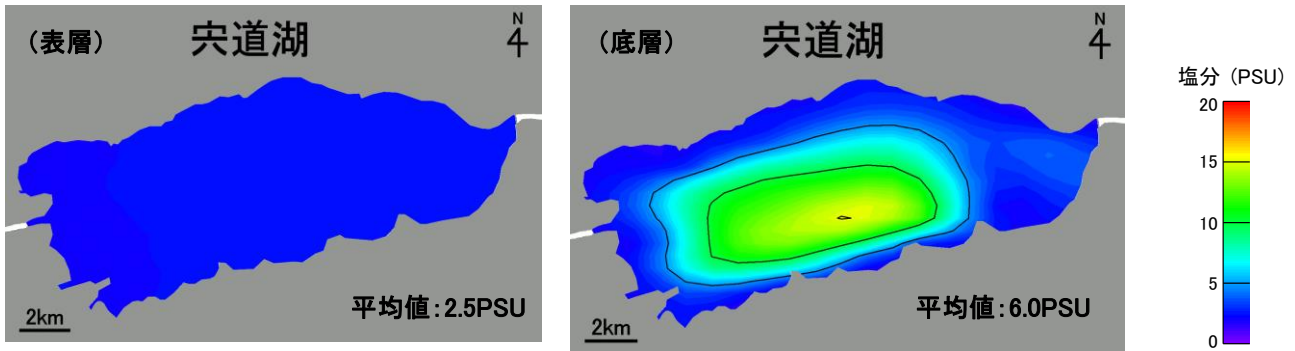 (表層)
宍道湖
N
平均値:2.5PSU
2km
(底層)
宍道湖
N
平均値:6.0PSU
2km
塩分 (PSU)
20
15
10
5
0